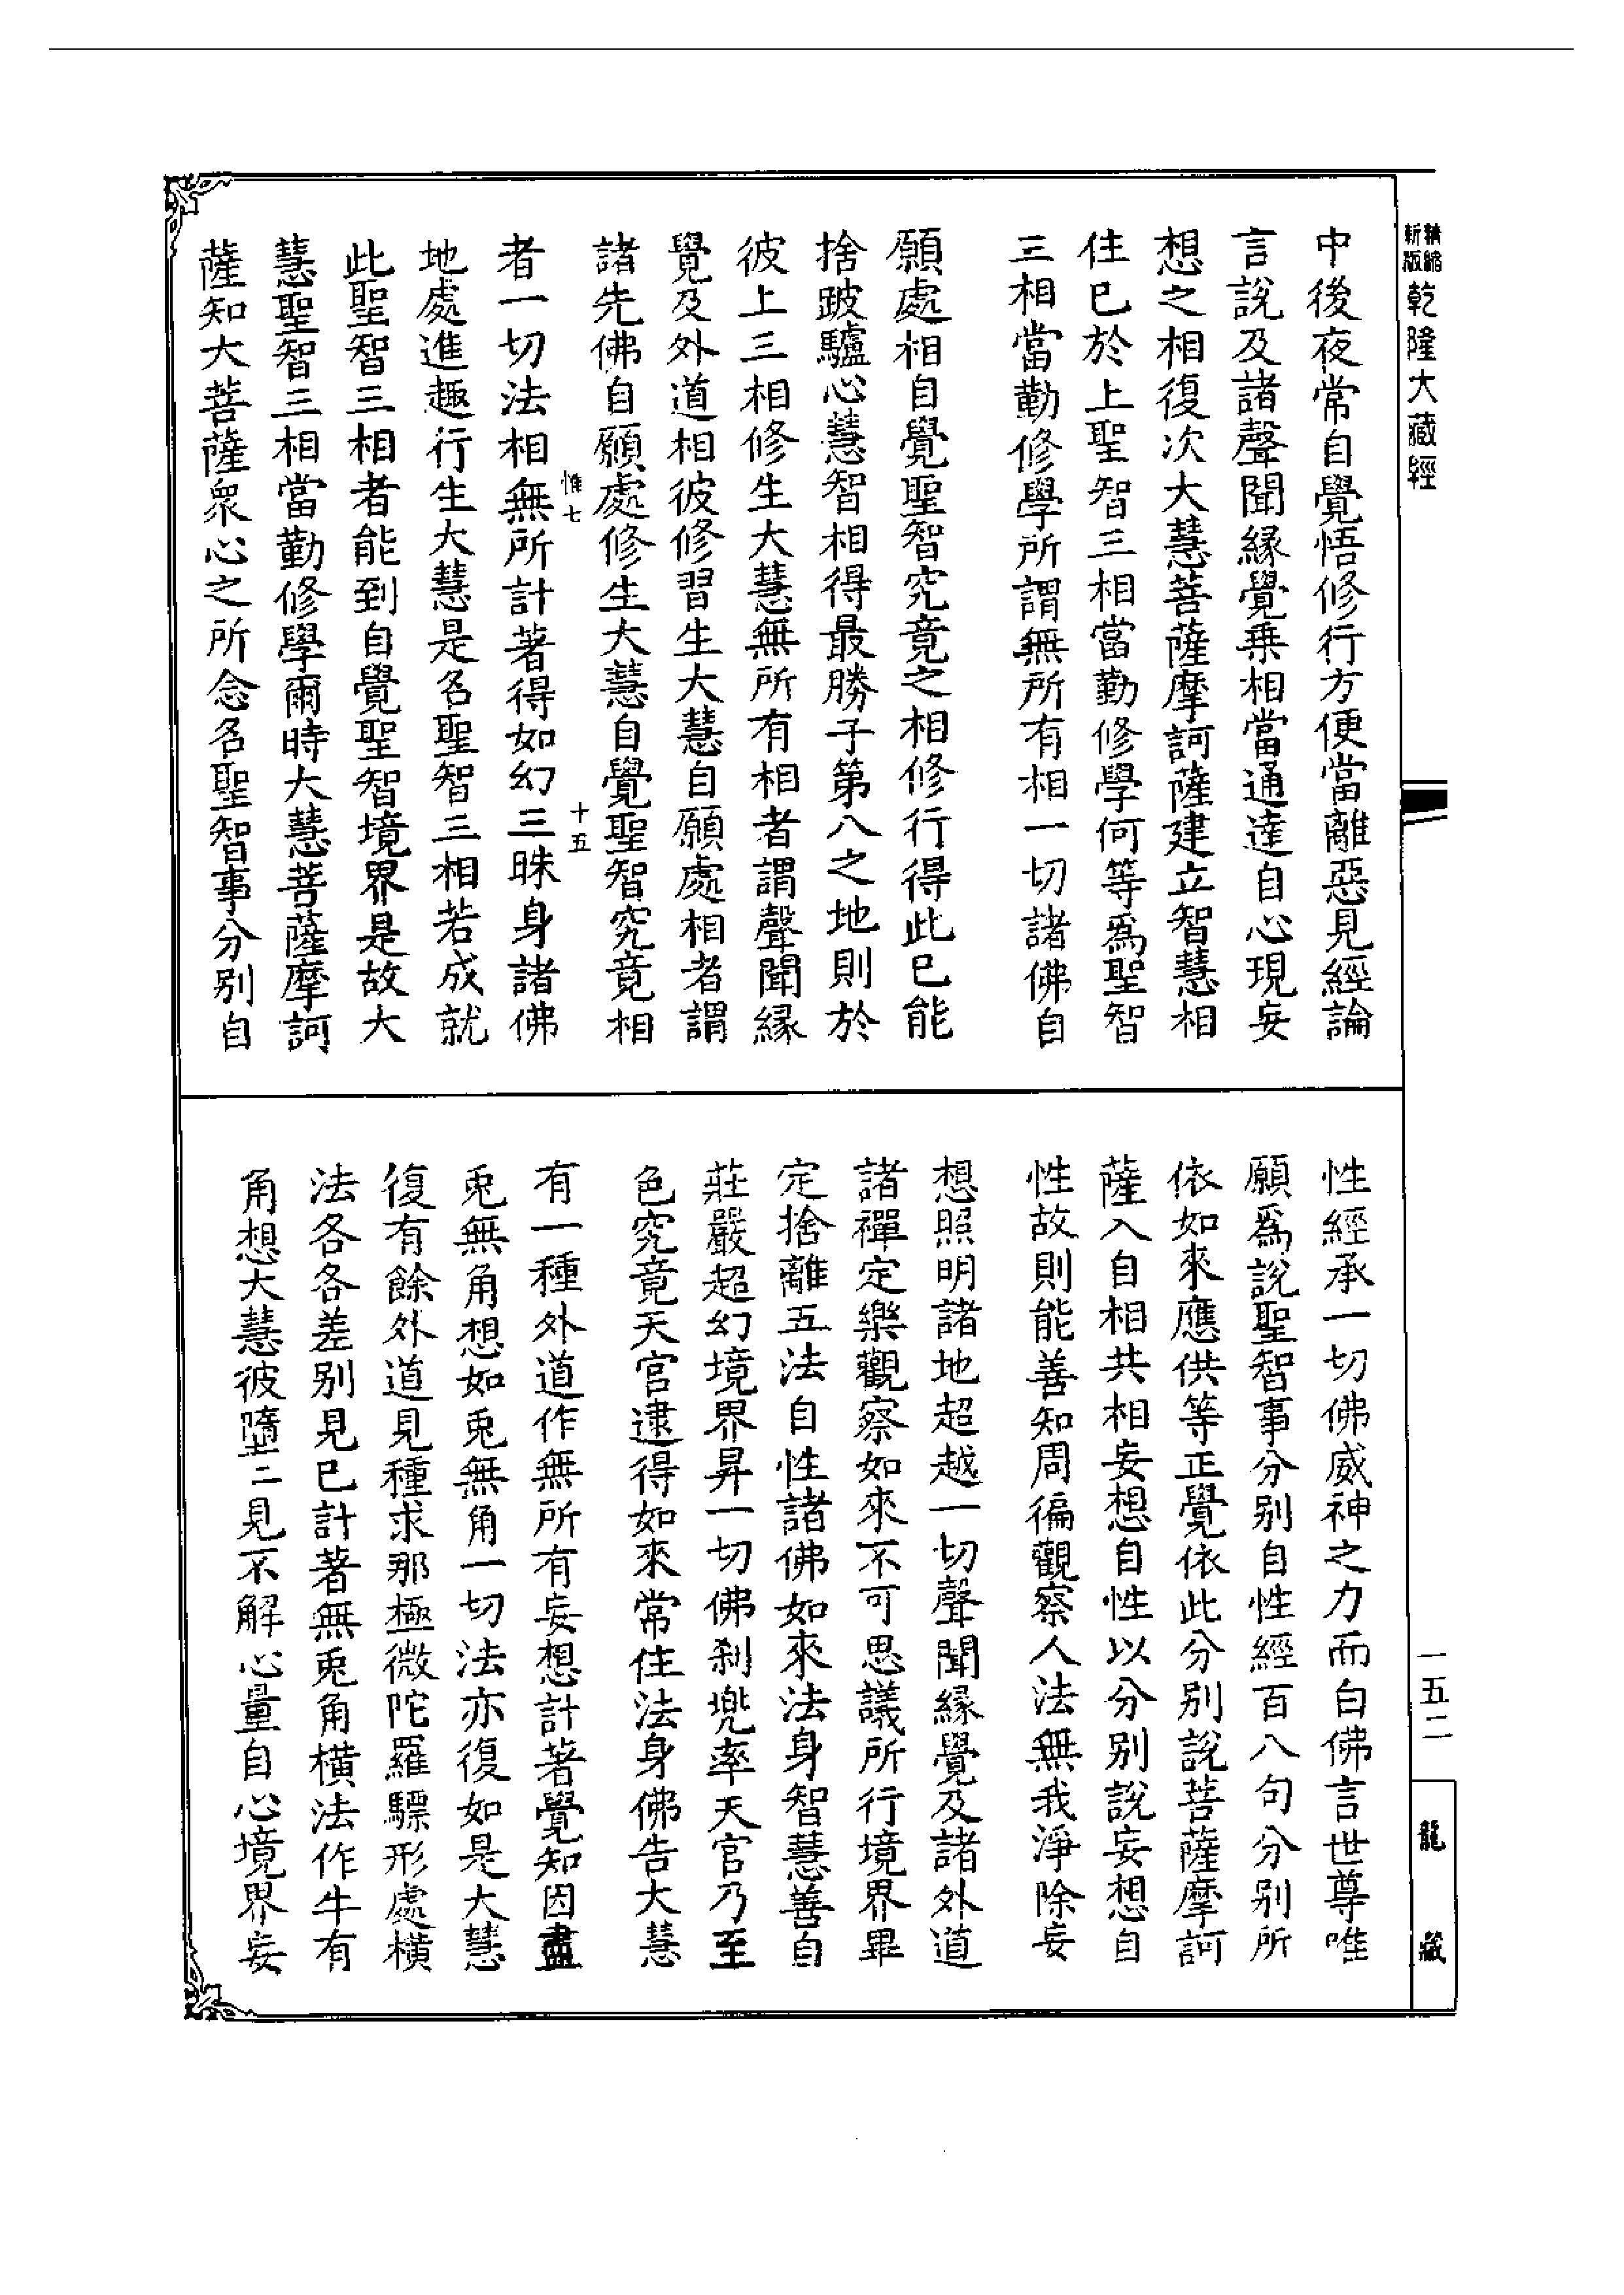 精縮新版乾隆大藏經
中後夜常自覺悟修行方便當離惡見經論
言說及諸聲聞緣覺乗相當通達自心現妄
想之相復次大慧菩薩摩訶薩建立智慧相
住已於上聖智三相當勤修學何等爲聖智
三相當勤修學所謂無所有相一切諸佛自
願處相自覺聖智究竟之相修行得此已能
捨跛驢心慧智相得最勝子第八之地則於
彼上三相修生大慧無所有相者謂聲聞緣
覺及外道相彼修習生大慧自願處相者謂
諸先佛自願處修生大慧自覺聖智究竟相
惟七
十五
者一切法相無所計著得如幻三昧身諸佛
地處進趣行生大慧是名聖智三相若成就
此聖智三相者能到自覺聖智境界是故大
慧聖智三相當勤修學爾時大慧菩薩摩訶
薩知大菩薩衆心之所念名聖智事分別自
性經承一切佛威神之力而白佛言世尊唯
願爲說聖智事分別自性經百八句分別所
依如來應供等正覺依此分別說菩薩摩訶
薩入自相共相妄想自性以分別說妄想自
性故則能善知周徧觀察人法無我淨除妄
想照明諸地超越一切聲聞緣覺及諸外道
諸禪定樂觀察如來不可思議所行境界畢
定捨離五法自性諸佛如來法身智慧善自
莊嚴超幻境界昇一切佛刹兜率天宮乃至
色究竟天宮逮得如來常住法身佛告大慧
有一種外道作無所有妄想計著覺知因盡
兎無角想如兎無角一切法亦復如是大慧
復有餘外道見種求那極微陀羅驃形處橫
法各各差別見已計著無兎角橫法作牛有
角想大慧彼墮二見不解心量自心境界妄
一五二
龍藏